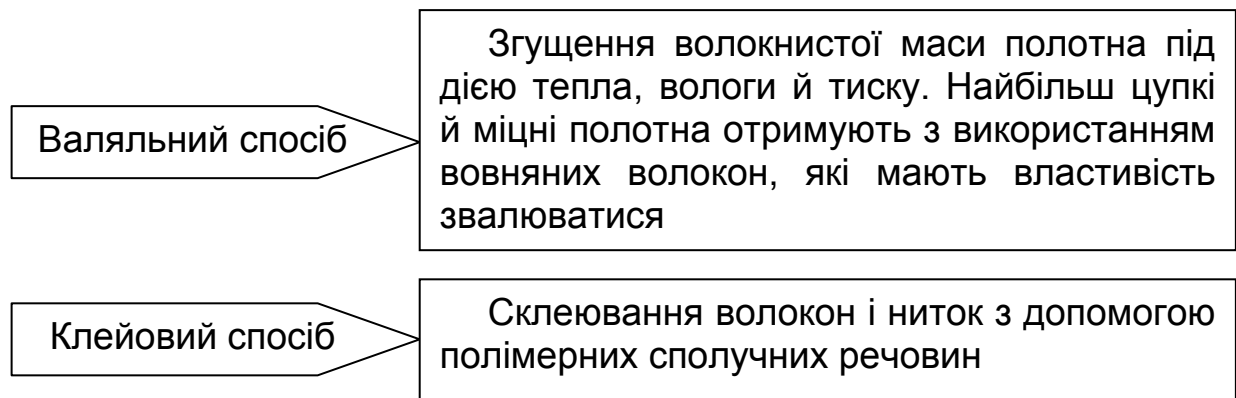 Валяльний спосіб
Згущення волокнистої маси полотна під
дією тепла, вологи й тиску. Найбільш цупкі
й міцні полотна отримують з використанням
вовняних волокон, які мають властивість
звалюватися
Клейовий спосіб
Склеювання волокон і ниток з допомогою
полімерних сполучних речовин